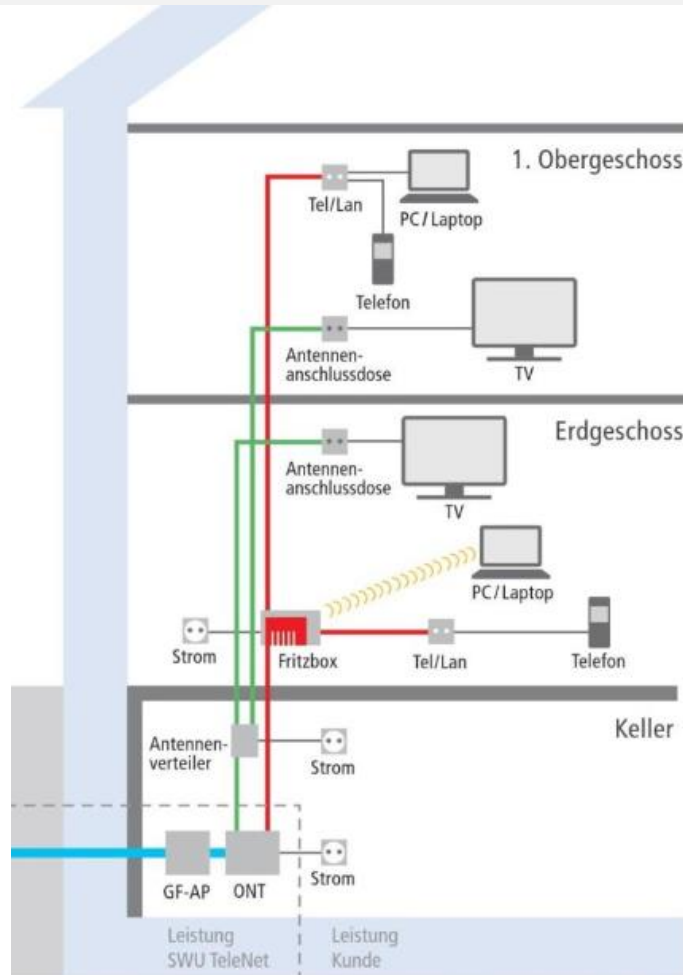 1. Obergeschoss
Tel/Lan
PC/Laptop
Telefon
Antennen-
anschlussdose
TV
Erdgeschoss
Antennen-
anschlussdose
TV
PC/Laptop
Strom
Fritzbox
Tel/Lan
Telefon
Keller
Antennen-
verteiler
Strom
GF-AP
ONT
Strom
Leistung
SWU TeleNet
Leistung
Kunde